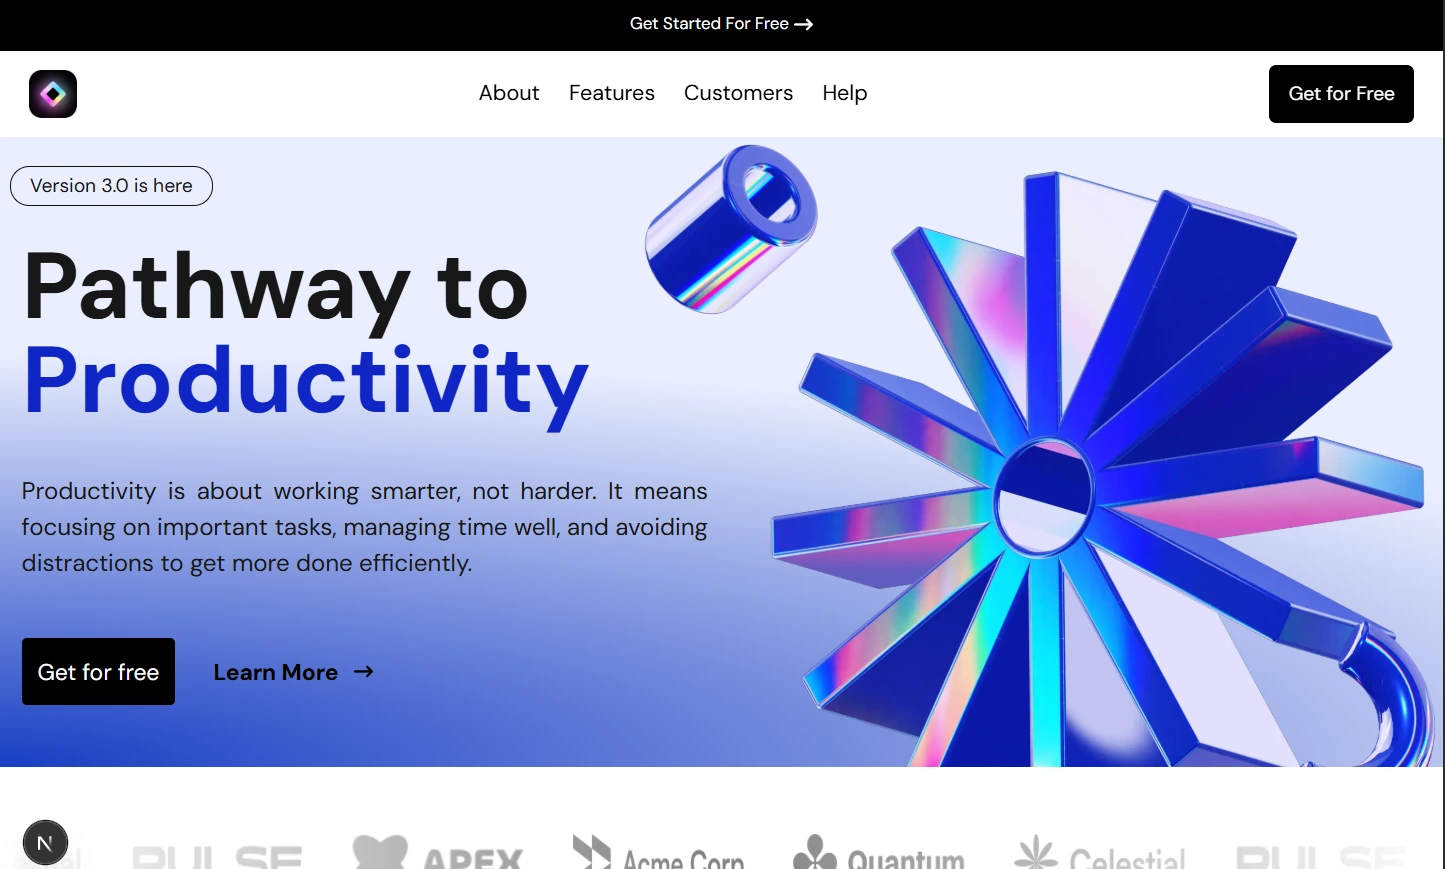 Get Started For Free →
About Features Customers Help
Get for Free
Version 3.0 is here
Pathway to
Productivity
Productivity is about working smarter, not harder. It means
focusing on important tasks, managing time well, and avoiding
distractions to get more done efficiently.
Get for free
Learn More →
N
PULSE APEX Acme Corp Quantum Celestial PULSE